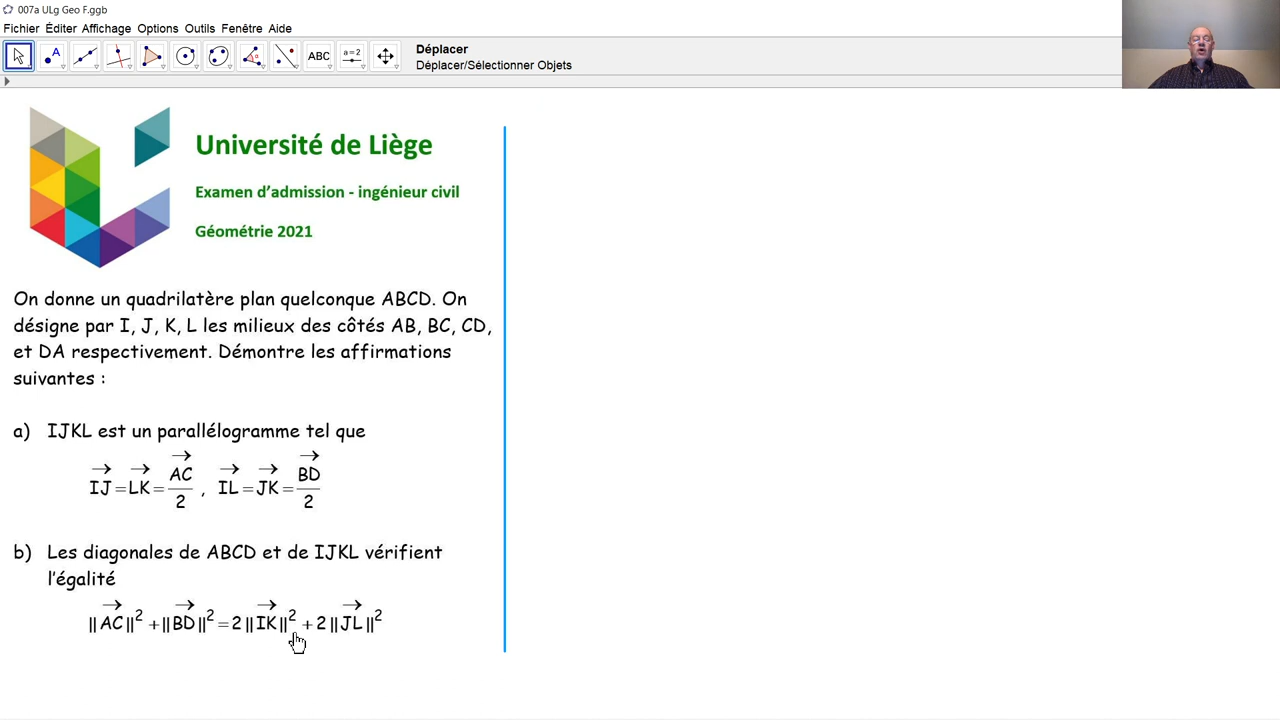 007a ULg Geo F.ggb
Fichier Éditer Affichage Options Outils Fenêtre Aide
A ABC a=2
Déplacer
Déplacer/Sélectionner Objets
Université de Liège
Examen d'admission - ingénieur civil
Géométrie 2021
On donne un quadrilatère plan quelconque ABCD. On
désigne par I, J, K, L les milieux des côtés AB, BC, CD,
et DA respectivement. Démontre les affirmations
suivantes :
a) IJKL est un parallélogramme tel que
→IJ = →LK = →AC/2 , →IL = →JK = →BD/2
b) Les diagonales de ABCD et de IJKL vérifient
l'égalité
||→AC||² + ||→BD||² = 2 ||→IK||² + 2 ||→JL||²